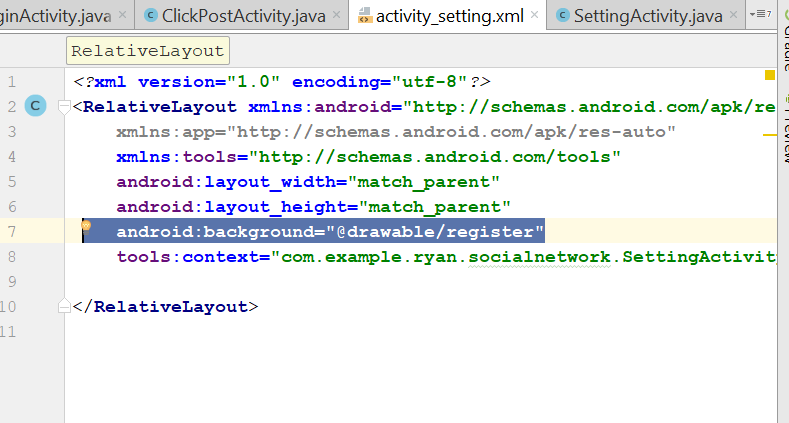 ginActivity.java ClickPostActivity.java activity_setting.xml SettingActivity.java 7
RelativeLayout
1 <?xml version="1.0" encoding="utf-8"?>
2 <RelativeLayout xmlns:android="http://schemas.android.com/apk/re
3 xmlns:app="http://schemas.android.com/apk/res-auto"
4 xmlns:tools="http://schemas.android.com/tools"
5 android:layout_width="match_parent"
6 android:layout_height="match_parent"
7 android:background="@drawable/register"
8 tools:context="com.example.ryan.socialnetwork.SettingActivity
9
10 </RelativeLayout>
11